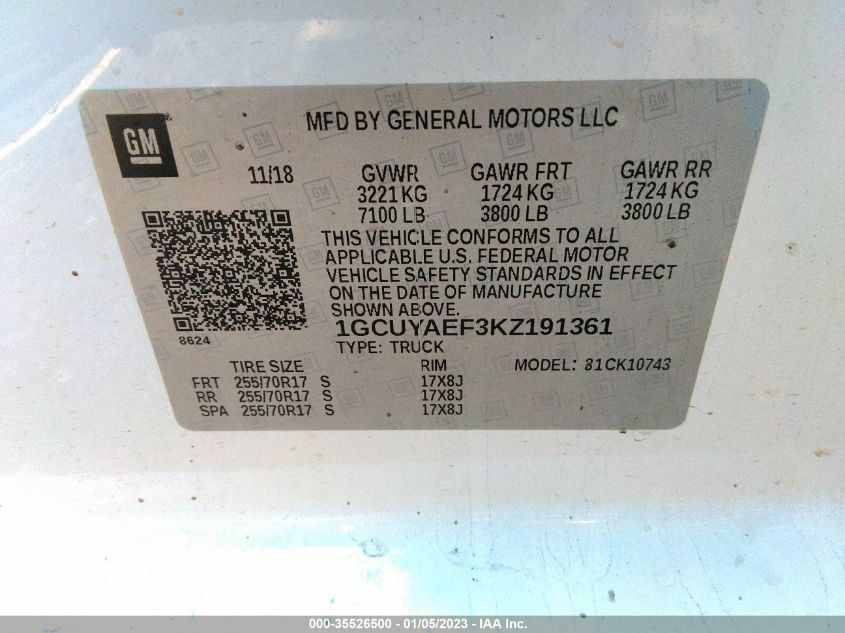 GM
MFD BY GENERAL MOTORS LLC
11/18 GVWR GAWR FRT GAWR RR
3221 KG 1724 KG 1724 KG
7100 LB 3800 LB 3800 LB
THIS VEHICLE CONFORMS TO ALL
APPLICABLE U.S. FEDERAL MOTOR
VEHICLE SAFETY STANDARDS IN EFFECT
ON THE DATE OF MANUFACTURE
SHOWN ABOVE.
8624
1GCUYAEF3KZ191361
TYPE: TRUCK
TIRE SIZE RIM MODEL: 81CK10743
FRT 255/70R17 S 17X8J
RR 255/70R17 S 17X8J
SPA 255/70R17 S 17X8J
000-35526500 - 01/05/2023 - IAA Inc.